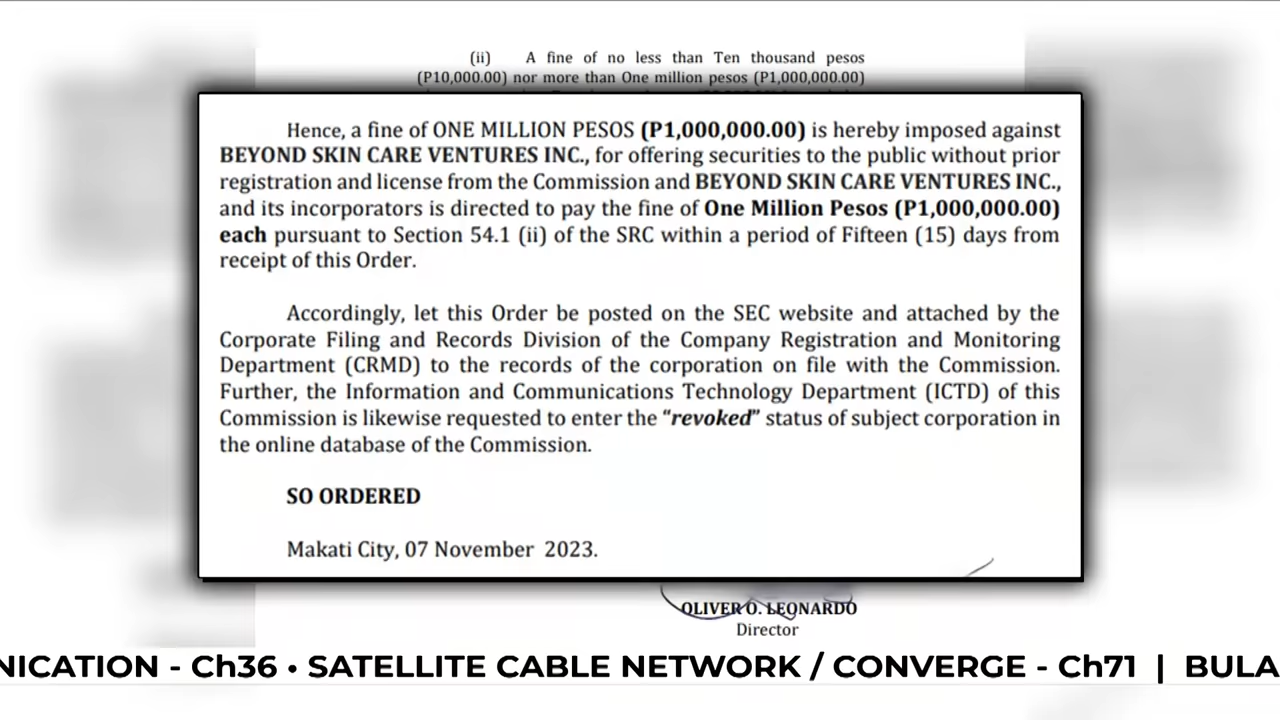 (ii) A fine of no less than Ten thousand pesos
(P10,000.00) nor more than One million pesos (P1,000,000.00)
Hence, a fine of ONE MILLION PESOS (P1,000,000.00) is hereby imposed against
BEYOND SKIN CARE VENTURES INC., for offering securities to the public without prior
registration and license from the Commission and BEYOND SKIN CARE VENTURES INC.,
and its incorporators is directed to pay the fine of One Million Pesos (P1,000,000.00)
each pursuant to Section 54.1 (ii) of the SRC within a period of Fifteen (15) days from
receipt of this Order.
Accordingly, let this Order be posted on the SEC website and attached by the
Corporate Filing and Records Division of the Company Registration and Monitoring
Department (CRMD) to the records of the corporation on file with the Commission.
Further, the Information and Communications Technology Department (ICTD) of this
Commission is likewise requested to enter the “revoked” status of subject corporation in
the online database of the Commission.
SO ORDERED
Makati City, 07 November 2023.
OLIVER O. LEONARDO
Director
NICATION - Ch36 • SATELLITE CABLE NETWORK / CONVERGE - Ch71 | BULA